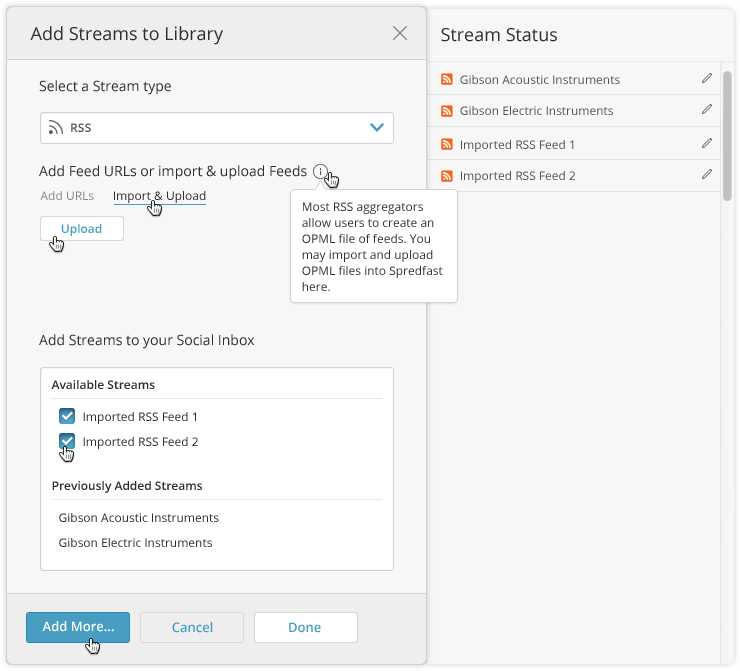 Add Streams to Library
Select a Stream type
RSS
Add Feed URLs or import & upload Feeds
Add URLs Import & Upload
Upload
Most RSS aggregators
allow users to create an
OPML file of feeds. You
may import and upload
OPML files into Spredfast
here.
Add Streams to your Social Inbox
Available Streams
Imported RSS Feed 1
Imported RSS Feed 2
Previously Added Streams
Gibson Acoustic Instruments
Gibson Electric Instruments
Add More...
Cancel
Done
Stream Status
Gibson Acoustic Instruments
Gibson Electric Instruments
Imported RSS Feed 1
Imported RSS Feed 2